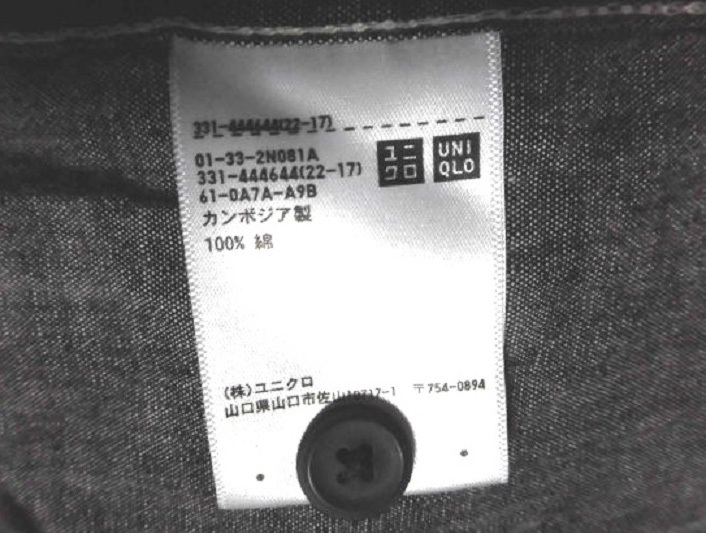 331-444644(22-17)
01-33-2N081A
331-444644(22-17)
61-0A7A-A9B
カンボジア製
100% 綿
ユニ
クロ
UNI
QLO
(株)ユニクロ
山口県山口市佐山10717-1 〒754-0894